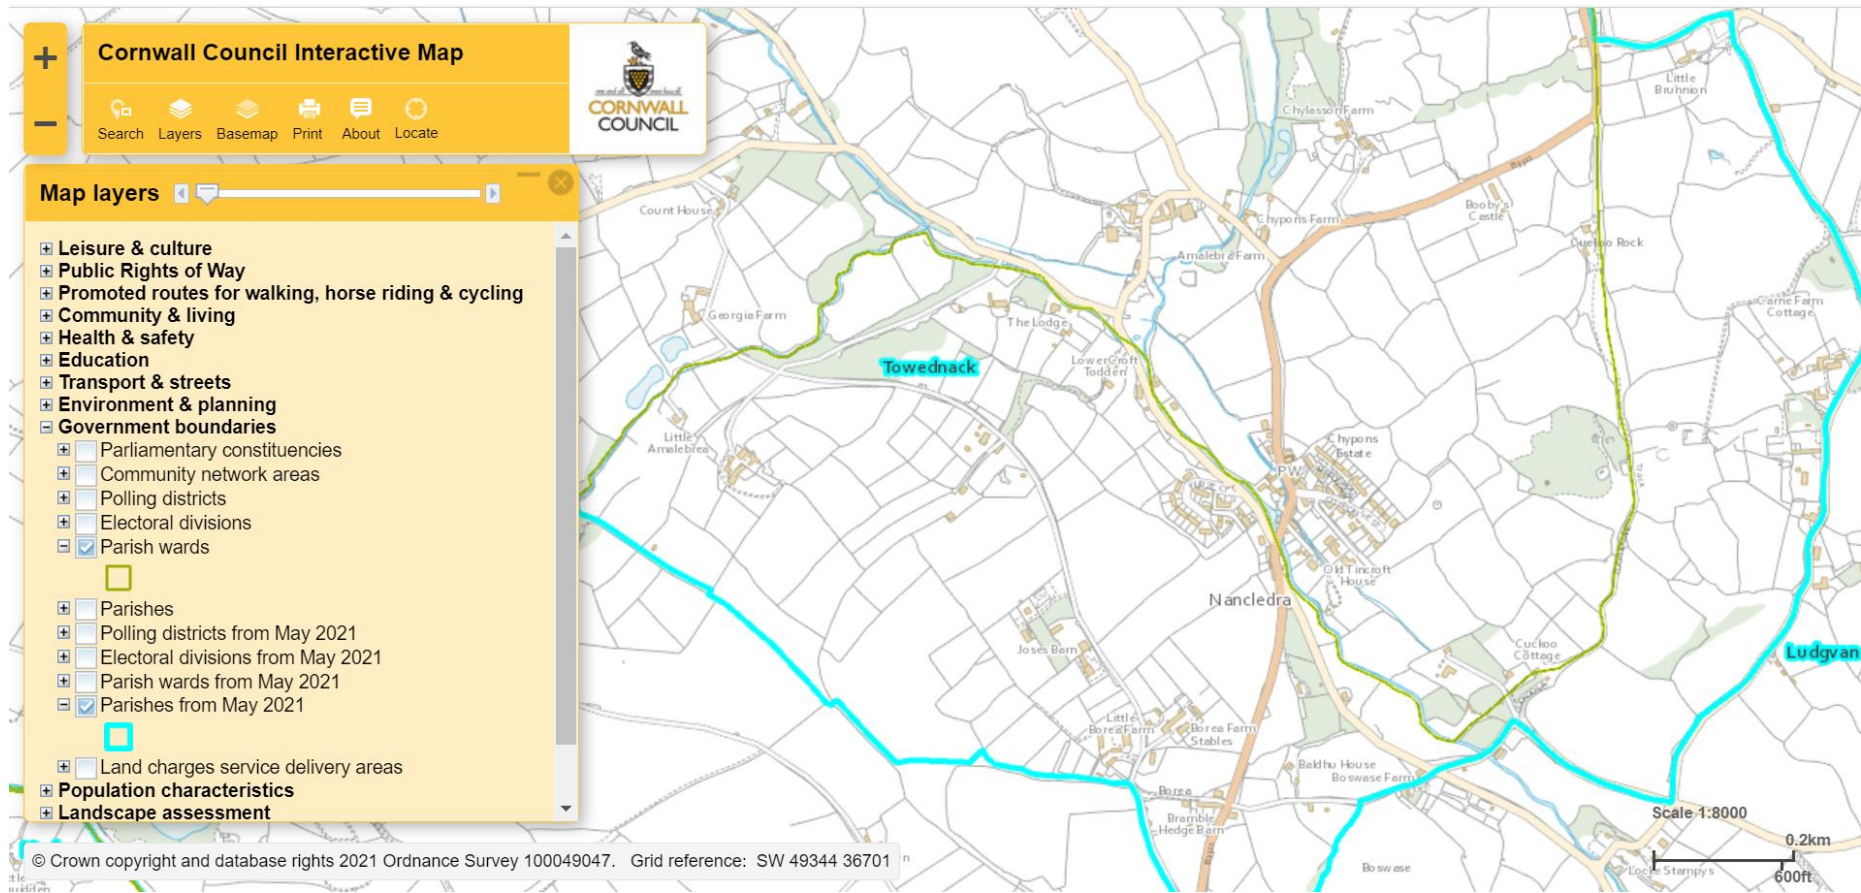 +
Cornwall Council Interactive Map
Search Layers Basemap Print About Locate
CORNWALL
COUNCIL
−
Map layers
Leisure & culture
Public Rights of Way
Promoted routes for walking, horse riding & cycling
Community & living
Health & safety
Education
Transport & streets
Environment & planning
Government boundaries
Parliamentary constituencies
Community network areas
Polling districts
Electoral divisions
Parish wards
Parishes
Polling districts from May 2021
Electoral divisions from May 2021
Parish wards from May 2021
Parishes from May 2021
Land charges service delivery areas
Population characteristics
Landscape assessment
© Crown copyright and database rights 2021 Ordnance Survey 100049047. Grid reference: SW 49344 36701
Little
Brunnion
Chylasson Farm
Count House
Booby's
Castle
Chypons Farm
Cuckoo Rock
Amalebra Farm
Carne Farm
Cottage
Georgia Farm
The Lodge
Towednack
Lower Croft
Todden
Little
Amalebrea
Chypons
Estate
PW
Track
Old Tincroft
House
Nancledra
Joses Barn
Cuckoo
Cottage
Ludgvan
Little
Borea Farm
Borea Farm
Stables
Baldhu House
Boswase Farm
Borea
Bramble
Hedge Barn
Boswase
Locke Stampys
Scale 1:8000
0.2km
600ft